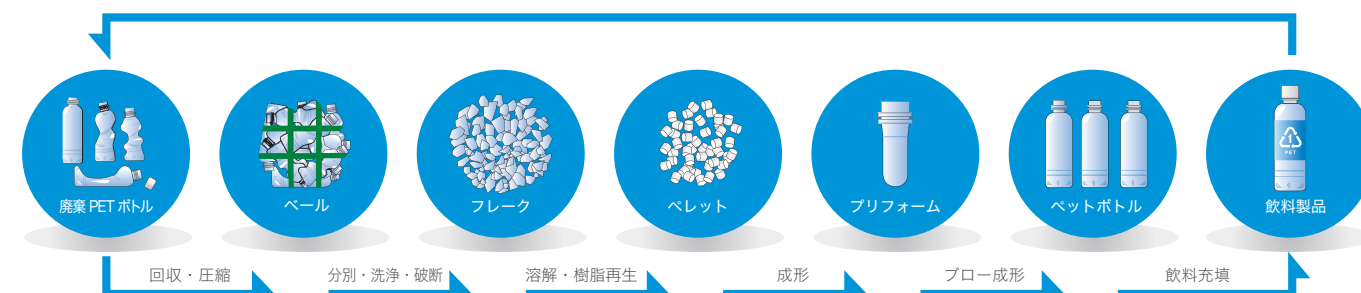 廃棄 PET ボトル
ベール
フレーク
ペレット
プリフォーム
ペットボトル
1
PET
飲料製品
回収・圧縮
分別・洗浄・破断
溶解・樹脂再生
成形
ブロー成形
飲料充填